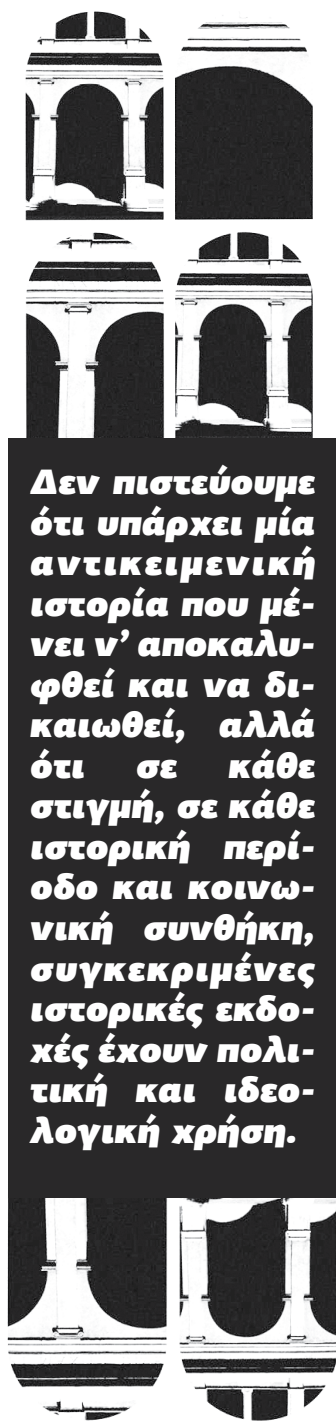 Δεν πιστεύουμε
ότι υπάρχει μία
αντικειμενική
ιστορία που μέ-
νει ν’ αποκαλυ-
φθεί και να δι-
καιωθεί, αλλά
ότι σε κάθε
στιγμή, σε κάθε
ιστορική περί-
οδο και κοινω-
νική συνθήκη,
συγκεκριμένες
ιστορικές εκδο-
χές έχουν πολι-
τική και ιδεο-
λογική χρήση.